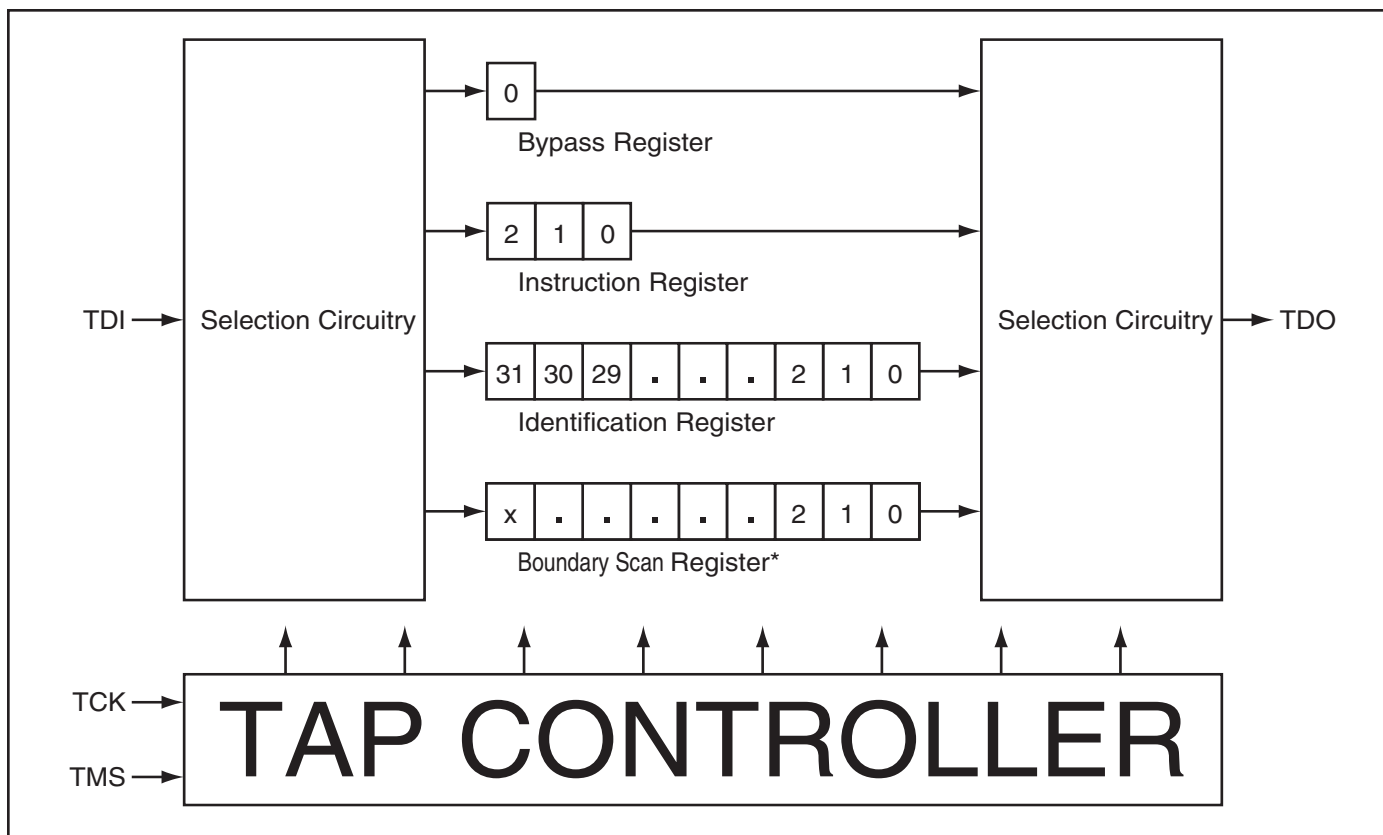 0
Bypass Register
2 1 0
Instruction Register
TDI
Selection Circuitry
Selection Circuitry
TDO
31 30 29 . . . 2 1 0
Identification Register
x . . . . . 2 1 0
Boundary Scan Register*
TCK
TMS
TAP CONTROLLER